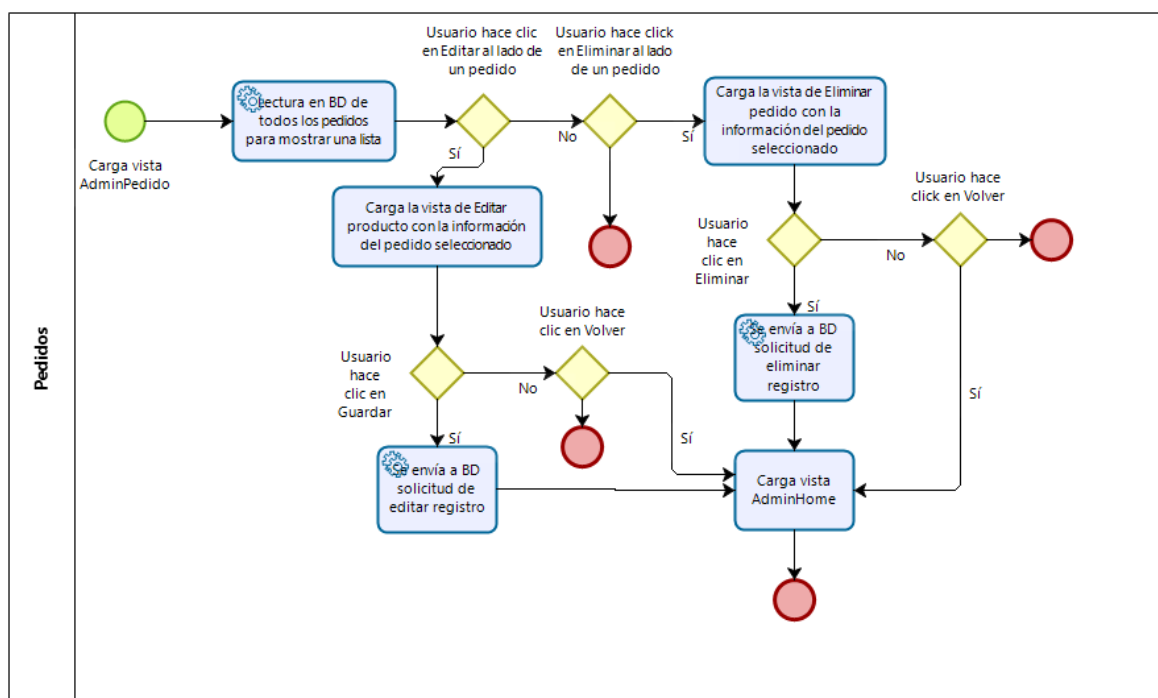 Pedidos
Carga vista
AdminPedido
Lectura en BD de
todos los pedidos
para mostrar una lista
Usuario hace clic
en Editar al lado de
un pedido
Sí
No
Usuario hace click
en Eliminar al lado
de un pedido
Sí
Carga la vista de Eliminar
pedido con la
información del pedido
seleccionado
Carga la vista de Editar
producto con la información
del pedido seleccionado
Usuario
hace
clic en
Eliminar
No
Sí
Usuario hace
click en Volver
Sí
Se envía a BD
solicitud de
eliminar
registro
Usuario
hace
clic en
Guardar
No
Sí
Usuario hace
clic en Volver
Sí
Se envía a BD
solicitud de
editar registro
Carga vista
AdminHome